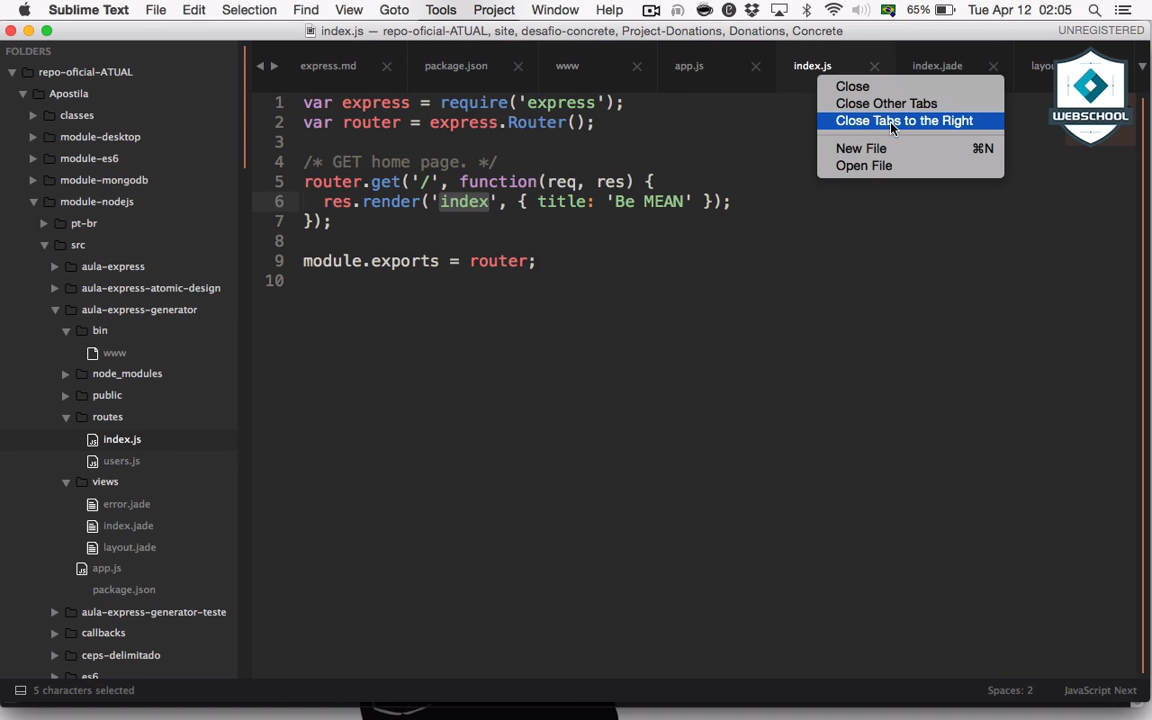 Sublime Text File Edit Selection Find View Goto Tools Project Window Help 65% Tue Apr 12 02:05
index.js — repo-oficial-ATUAL, site, desafio-concrete, Project-Donations, Donations, Concrete UNREGISTERED
FOLDERS
repo-oficial-ATUAL
Apostila
classes
module-desktop
module-es6
module-mongodb
module-nodejs
pt-br
src
aula-express
aula-express-atomic-design
aula-express-generator
bin
www
node_modules
public
routes
index.js
users.js
views
error.jade
index.jade
layout.jade
app.js
package.json
aula-express-generator-teste
callbacks
ceps-delimitado
es6
express.md package.json www app.js index.js index.jade layou
1 var express = require('express');
2 var router = express.Router();
3
4 /* GET home page. */
5 router.get('/', function(req, res) {
6 res.render('index', { title: 'Be MEAN' });
7 });
8
9 module.exports = router;
10
Close
Close Other Tabs
Close Tabs to the Right
New File ⌘N
Open File
WEBSCHOOL
5 characters selected Spaces: 2 JavaScript Next